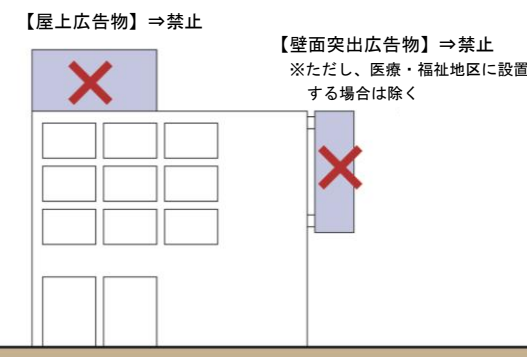 【屋上広告物】⇒禁止
【壁面突出広告物】⇒禁止
※ただし、医療・福祉地区に設置
する場合は除く